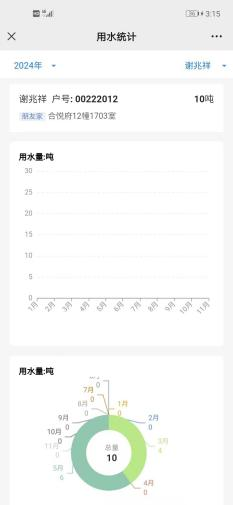 3:15
用水统计
2024年
谢兆祥
谢兆祥 户号: 00222012
10吨
朋友家 合悦府12幢1703室
用水量:吨
30
25
20
15
10
5
0
1月 2月 3月 4月 5月 6月 7月 8月 9月 10月 11月
用水量:吨
0
7月
0
8月
0
1月
0
9月
0
2月
0
10月
0
11月
0
3月
4
总量
10
5月
6
4月
0